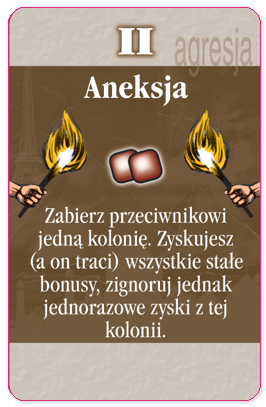 II
agresja
Aneksja
Zabierz przeciwnikowi
jedną kolonię. Zyskujesz
(a on traci) wszystkie stałe
bonusy, zignoruj jednak
jednorazowe zyski z tej
kolonii.